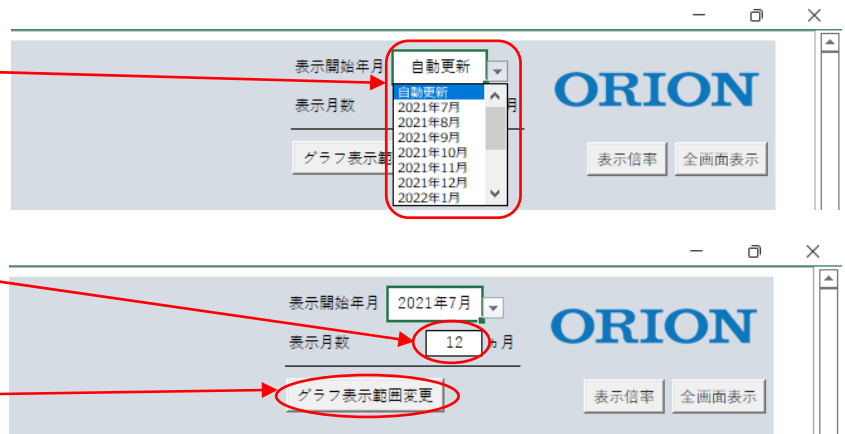 表示開始年月 自動更新
ORION
自動更新
2021年7月
表示月数 月
2021年8月
2021年9月
2021年10月
グラフ表示範
2021年11月
表示倍率 全画面表示
2021年12月
2022年1月
表示開始年月 2021年7月
ORION
表示月数 12 ヵ月
グラフ表示範囲変更
表示倍率 全画面表示